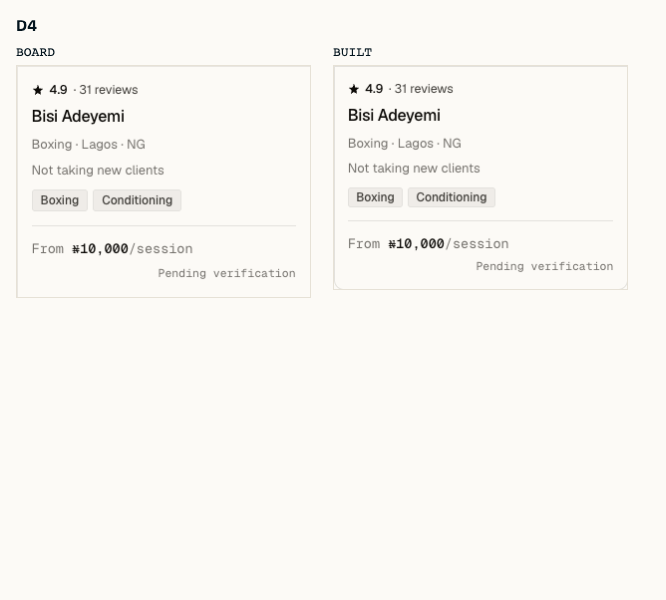 D4
BOARD
★ 4.9 · 31 reviews
Bisi Adeyemi
Boxing · Lagos · NG
Not taking new clients
Boxing Conditioning
From ₦10,000/session
Pending verification
BUILT
★ 4.9 · 31 reviews
Bisi Adeyemi
Boxing · Lagos · NG
Not taking new clients
Boxing Conditioning
From ₦10,000/session
Pending verification